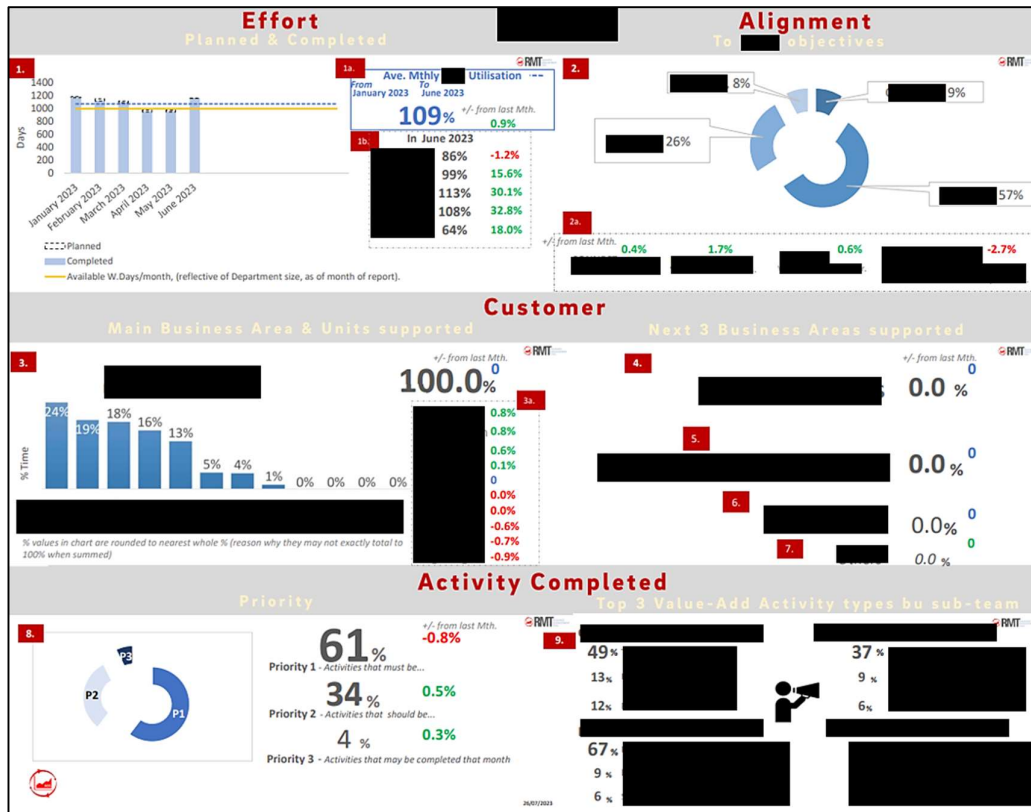 Effort
Planned & Completed
Alignment
To objectives
1.
1400
1200
1000
800
600
400
200
0
Days
January 2023
February 2023
March 2023
April 2023
May 2023
June 2023
Planned
Completed
Available W.Days/month, (reflective of Department size, as of month of report).
RMT
1a.
Ave. Mthly Utilisation
From To
January 2023 June 2023
+/- from last Mth.
109% 0.9%
1b.
In June 2023
86% -1.2%
99% 15.6%
113% 30.1%
108% 32.8%
64% 18.0%
2.
RMT
8%
9%
26%
57%
2a.
+/- from last Mth.
0.4% 1.7% 0.6% -2.7%
Customer
Main Business Area & Units supported
Next 3 Business Areas supported
3.
RMT
+/- from last Mth.
0
100.0%
24% 19% 18% 16% 13% 5% 4% 1% 0% 0% 0% 0%
% Time
3a.
0.8%
0.8%
0.6%
0.1%
0
0.0%
0.0%
-0.6%
-0.7%
-0.9%
% values in chart are rounded to nearest whole % (reason why they may not exactly total to
100% when summed)
RMT
+/- from last Mth.
4.
0.0 % 0
5.
0.0 % 0
6.
0.0% 0
7.
0.0 % 0
Activity Completed
Priority
Top 3 Value-Add Activity types bu sub-team
8.
P3
P2
P1
RMT
+/- from last Mth.
61% -0.8%
Priority 1 - Activities that must be...
34% 0.5%
Priority 2 - Activities that should be...
4 % 0.3%
Priority 3 - Activities that may be completed that month
9.
RMT
RMT
49%
13 %
12 %
37 %
9 %
6%
67 %
9 %
6 %
26/07/2023